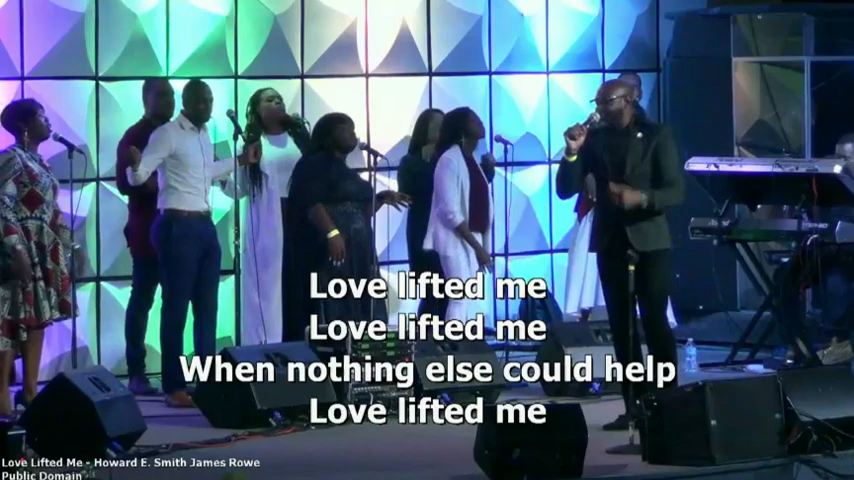 Love lifted me
Love lifted me
When nothing else could help
Love lifted me
Love Lifted Me - Howard E. Smith James Rowe
Public Domain